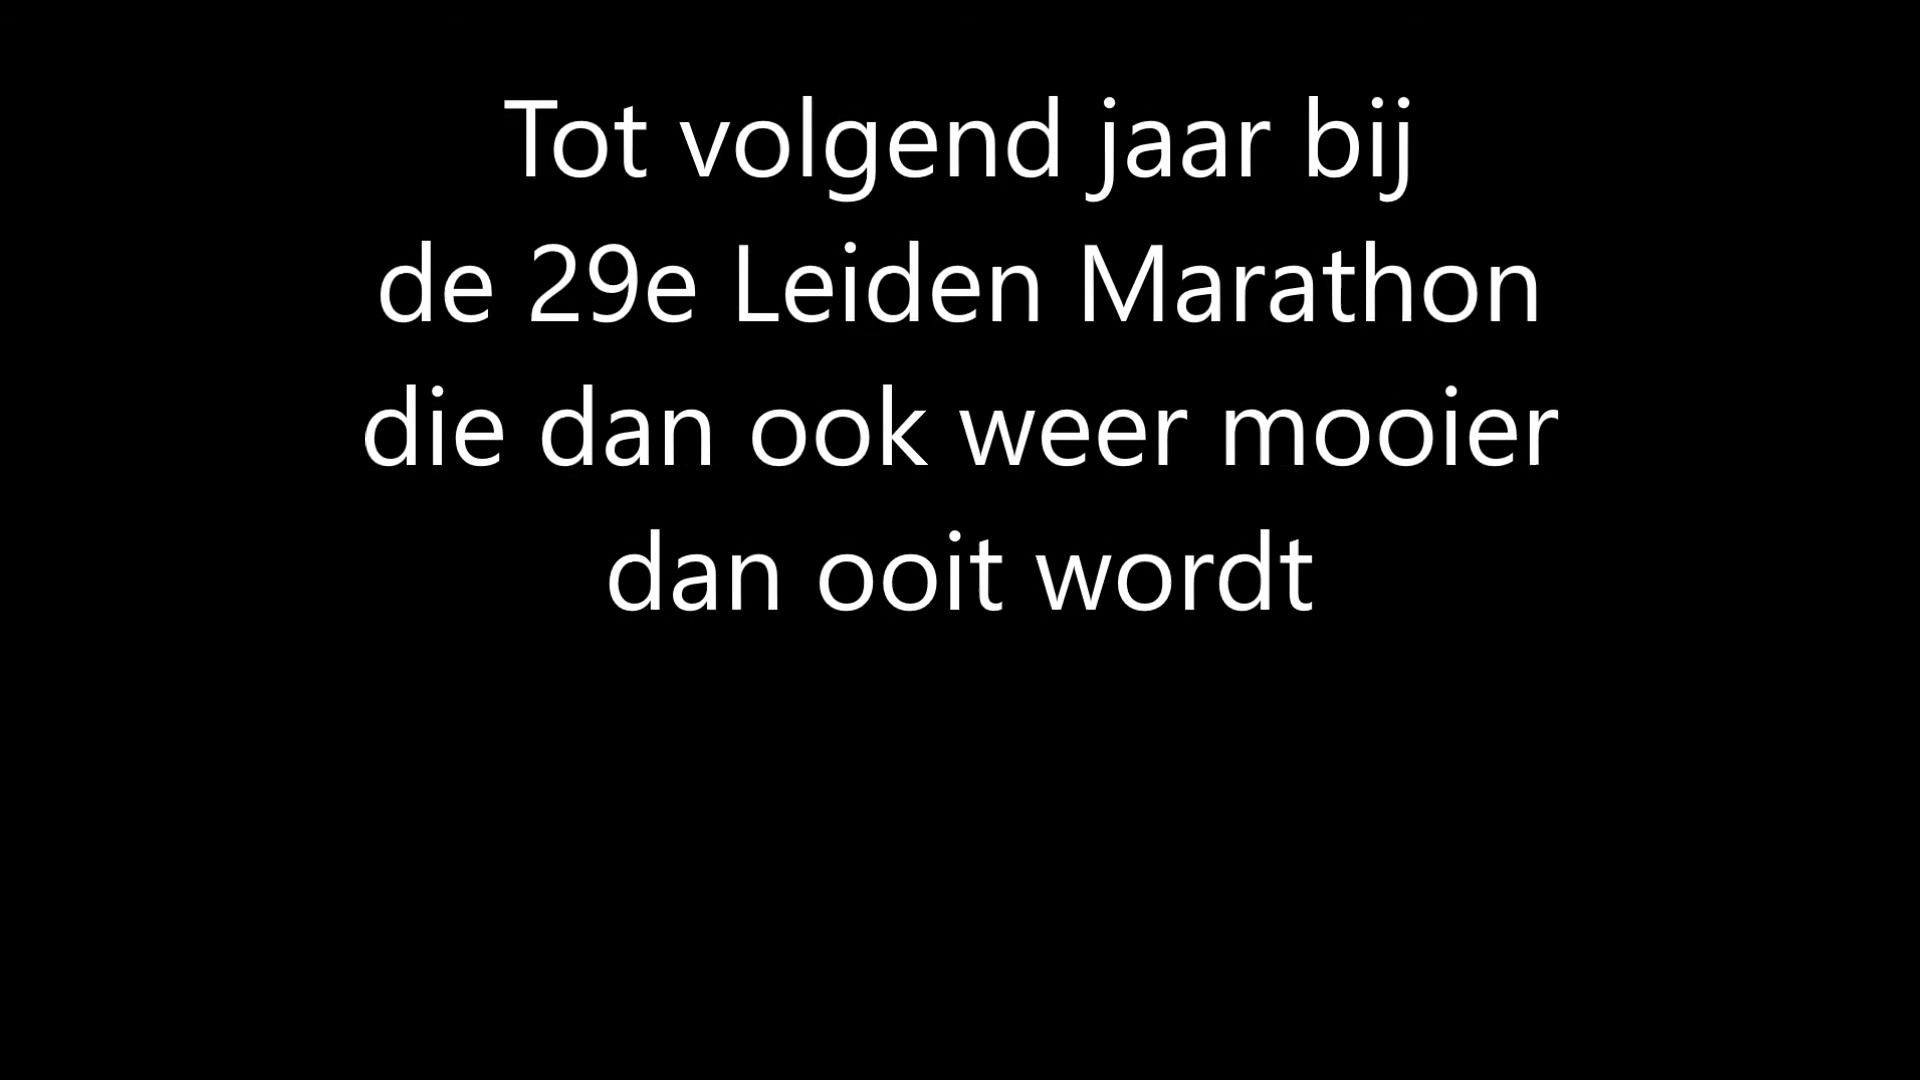 Tot volgend jaar bij
de 29e Leiden Marathon
die dan ook weer mooier
dan ooit wordt